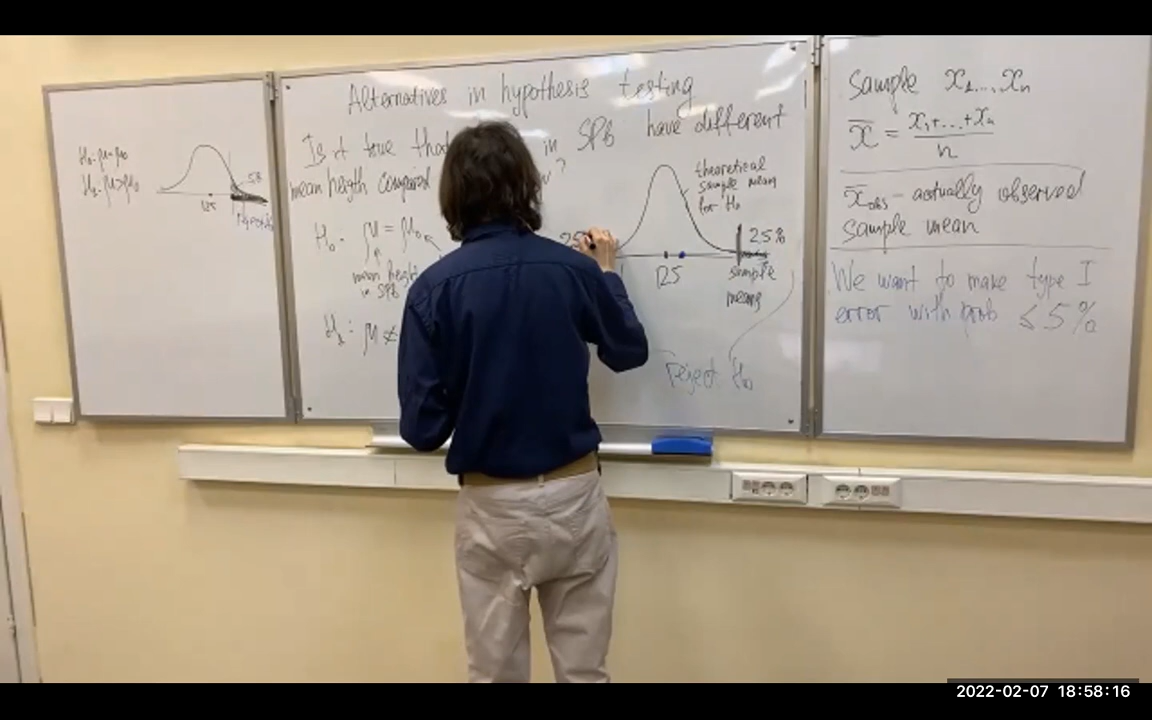 H₀: μ=μ₀
H₁: μ>μ₀
5%
125
Alternatives in hypothesis testing
Is it true that in SPb have different
mean heigth compared
?
H₀: μ = μ₀
mean height
in SPb
H₁: μ ≠
theoretical
sample mean
for H₀
2.5%
125
sample
means
reject H₀
Sample x₁,...,xₙ
x̄ = x₁+...+xₙ / n
x̄obs - actually observed
sample mean
We want to make type I
error with prob ≤ 5%
2022-02-07 18:58:16